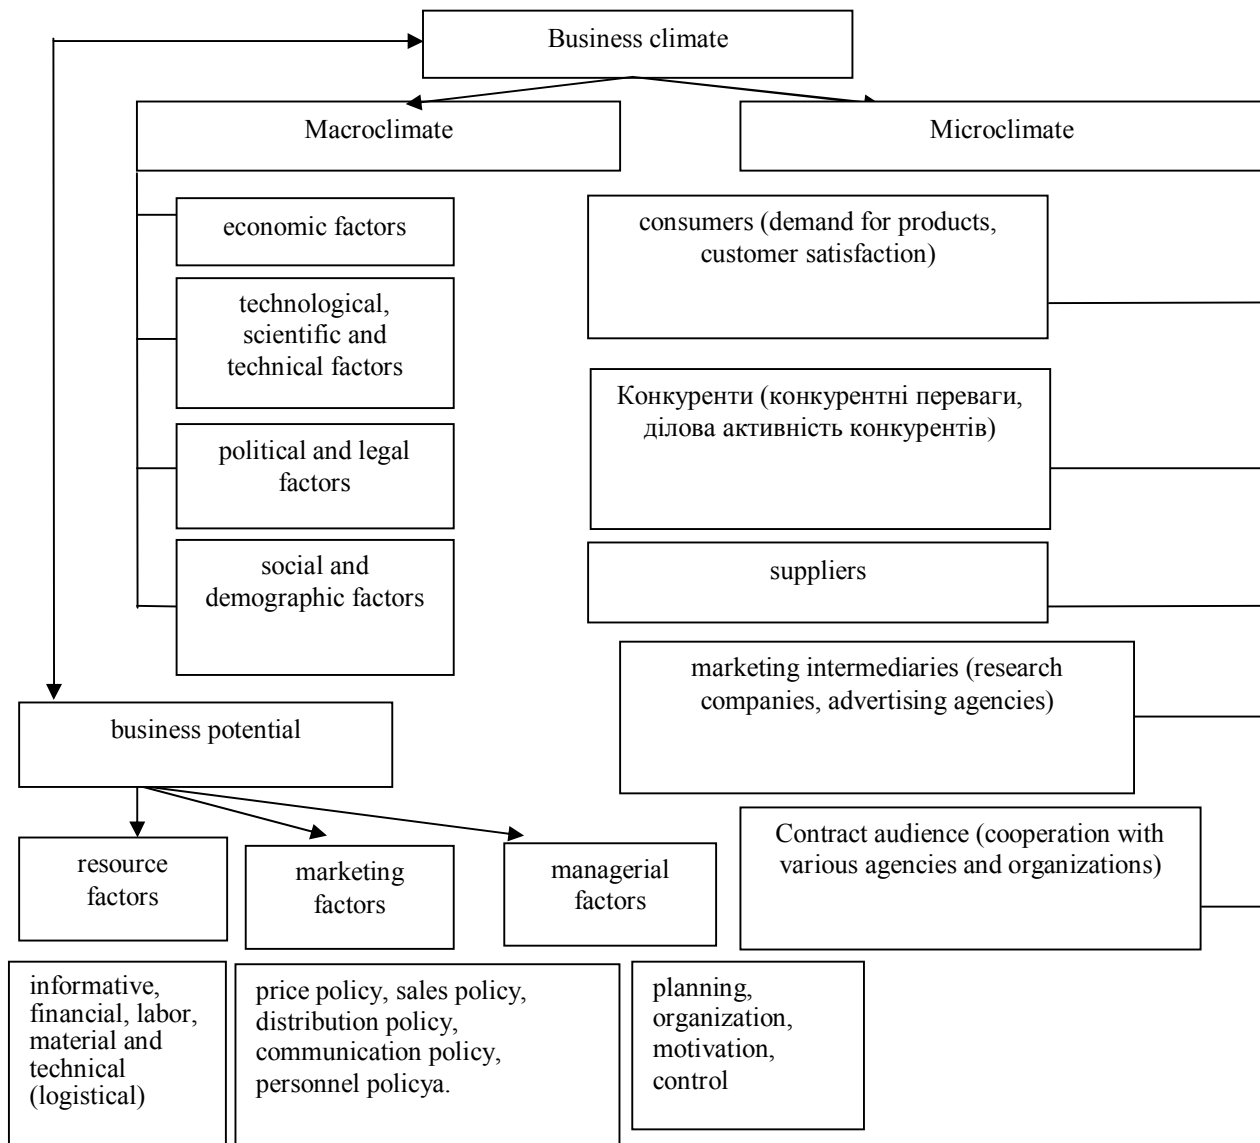 Business climate
Macroclimate
Microclimate
economic factors
technological,
scientific and
technical factors
political and legal
factors
social and
demographic factors
consumers (demand for products,
customer satisfaction)
Конкуренти (конкурентні переваги,
ділова активність конкурентів)
suppliers
marketing intermediaries (research
companies, advertising agencies)
Contract audience (cooperation with
various agencies and organizations)
business potential
resource
factors
marketing
factors
managerial
factors
informative,
financial, labor,
material and
technical
(logistical)
price policy, sales policy,
distribution policy,
communication policy,
personnel policya.
planning,
organization,
motivation,
control